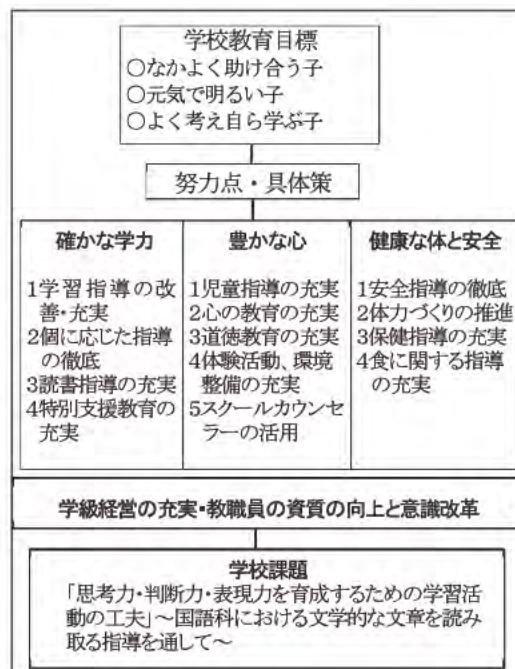 学校教育目標
○なかよく助け合う子
○元気で明るい子
○よく考え自ら学ぶ子
努力点・具体策
確かな学力
1学習指導の改
善・充実
2個に応じた指導
の徹底
3読書指導の充実
4特別支援教育の
充実
豊かな心
1児童指導の充実
2心の教育の充実
3道徳教育の充実
4体験活動、環境
整備の充実
5スクールカウンセ
ラーの活用
健康な体と安全
1安全指導の徹底
2体力づくりの推進
3保健指導の充実
4食に関する指導
の充実
学級経営の充実・教職員の資質の向上と意識改革
学校課題
「思考力・判断力・表現力を育成するための学習活
動の工夫」～国語科における文学的な文章を読み
取る指導を通して～